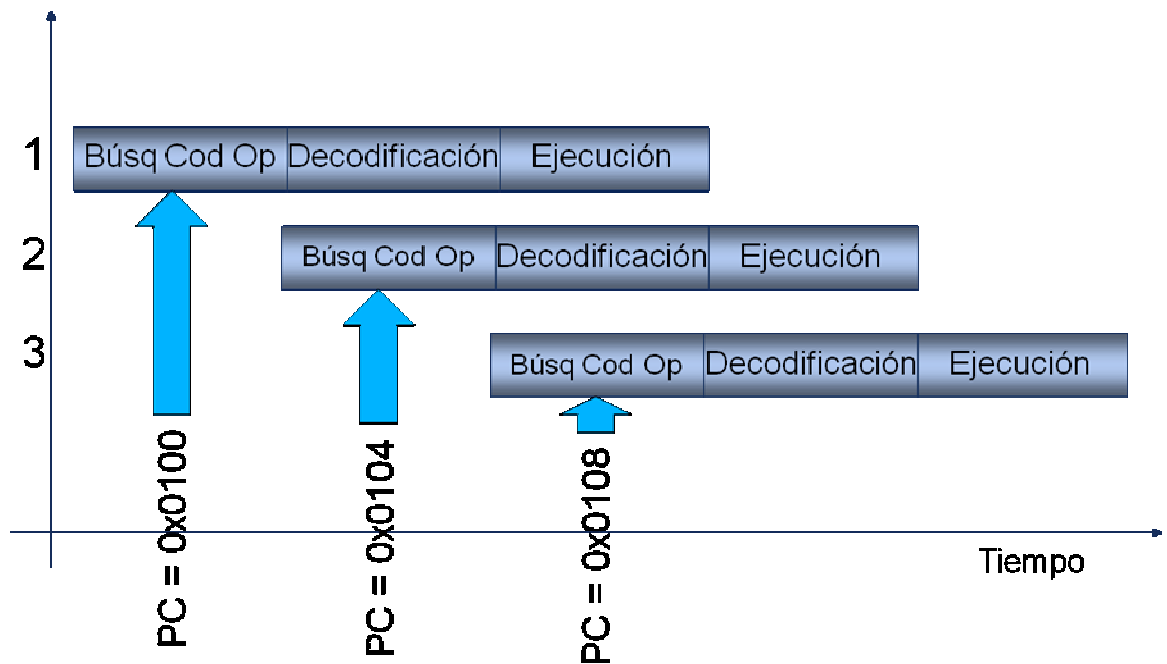 1
Búsq Cod Op
Decodificación
Ejecución
2
Búsq Cod Op
Decodificación
Ejecución
3
Búsq Cod Op
Decodificación
Ejecución
PC = 0x0100
PC = 0x0104
PC = 0x0108
Tiempo